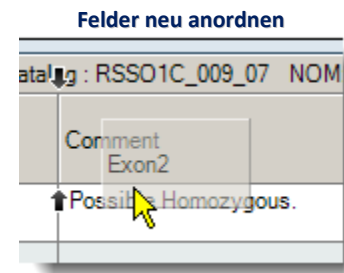 Felder neu anordnen
atalog : RSSO1C_009_07 NOM
Comment
Exon2
Possible Homozygous.